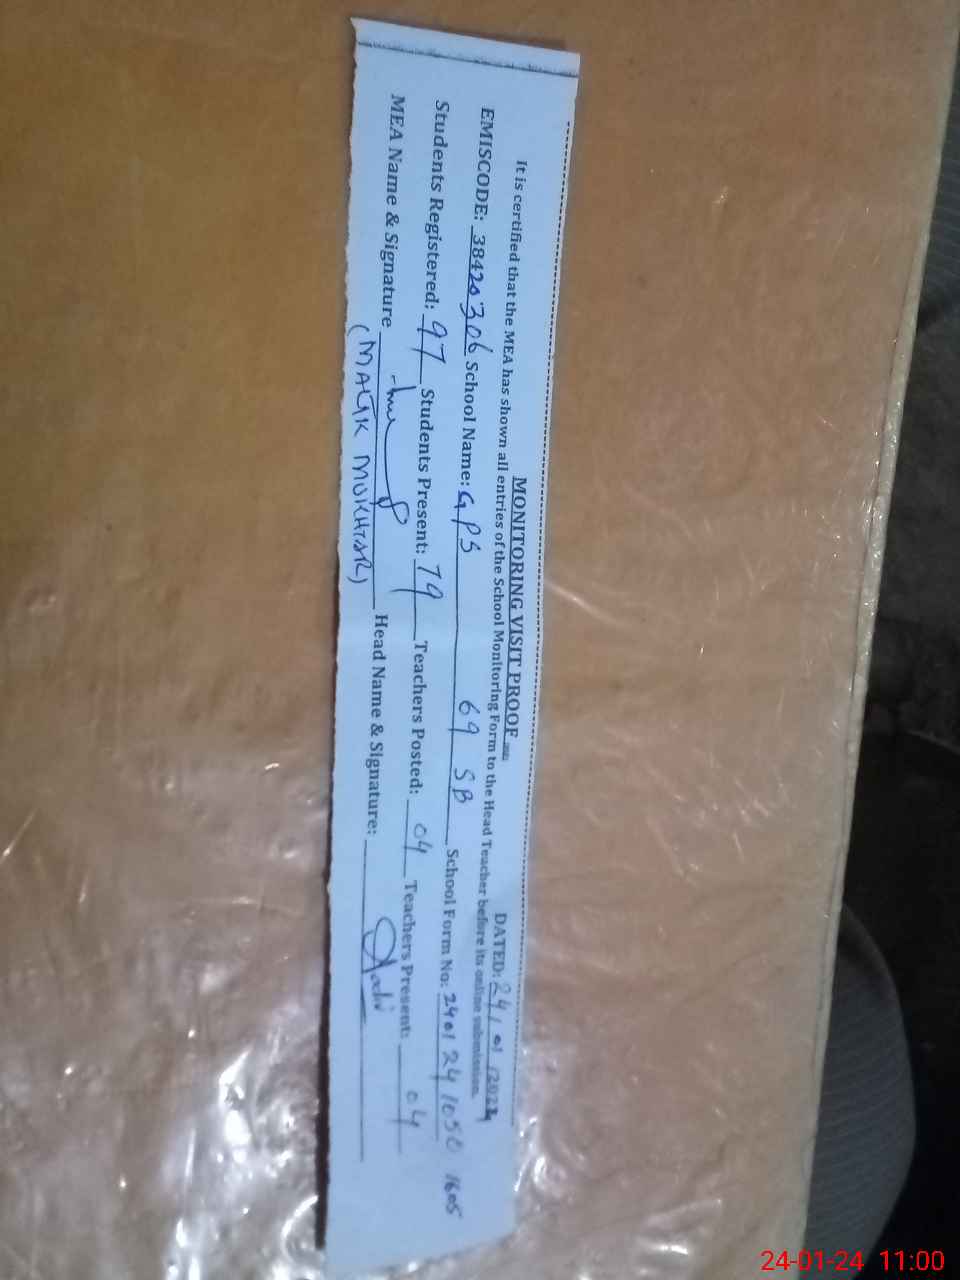 MONITORING VISIT PROOF
DATED: 24/01/2024
It is certified that the MEA has shown all entries of the School Monitoring Form to the Head Teacher before its online submission.
EMISCODE: 38420306 School Name: GPS 69 SB School Form No: 240124 1050 1605
Students Registered: 97 Students Present: 79 Teachers Posted: 04 Teachers Present: 04
MEA Name & Signature Head Name & Signature:
(MALIK MUKHTAR)
24-01-24 11:00